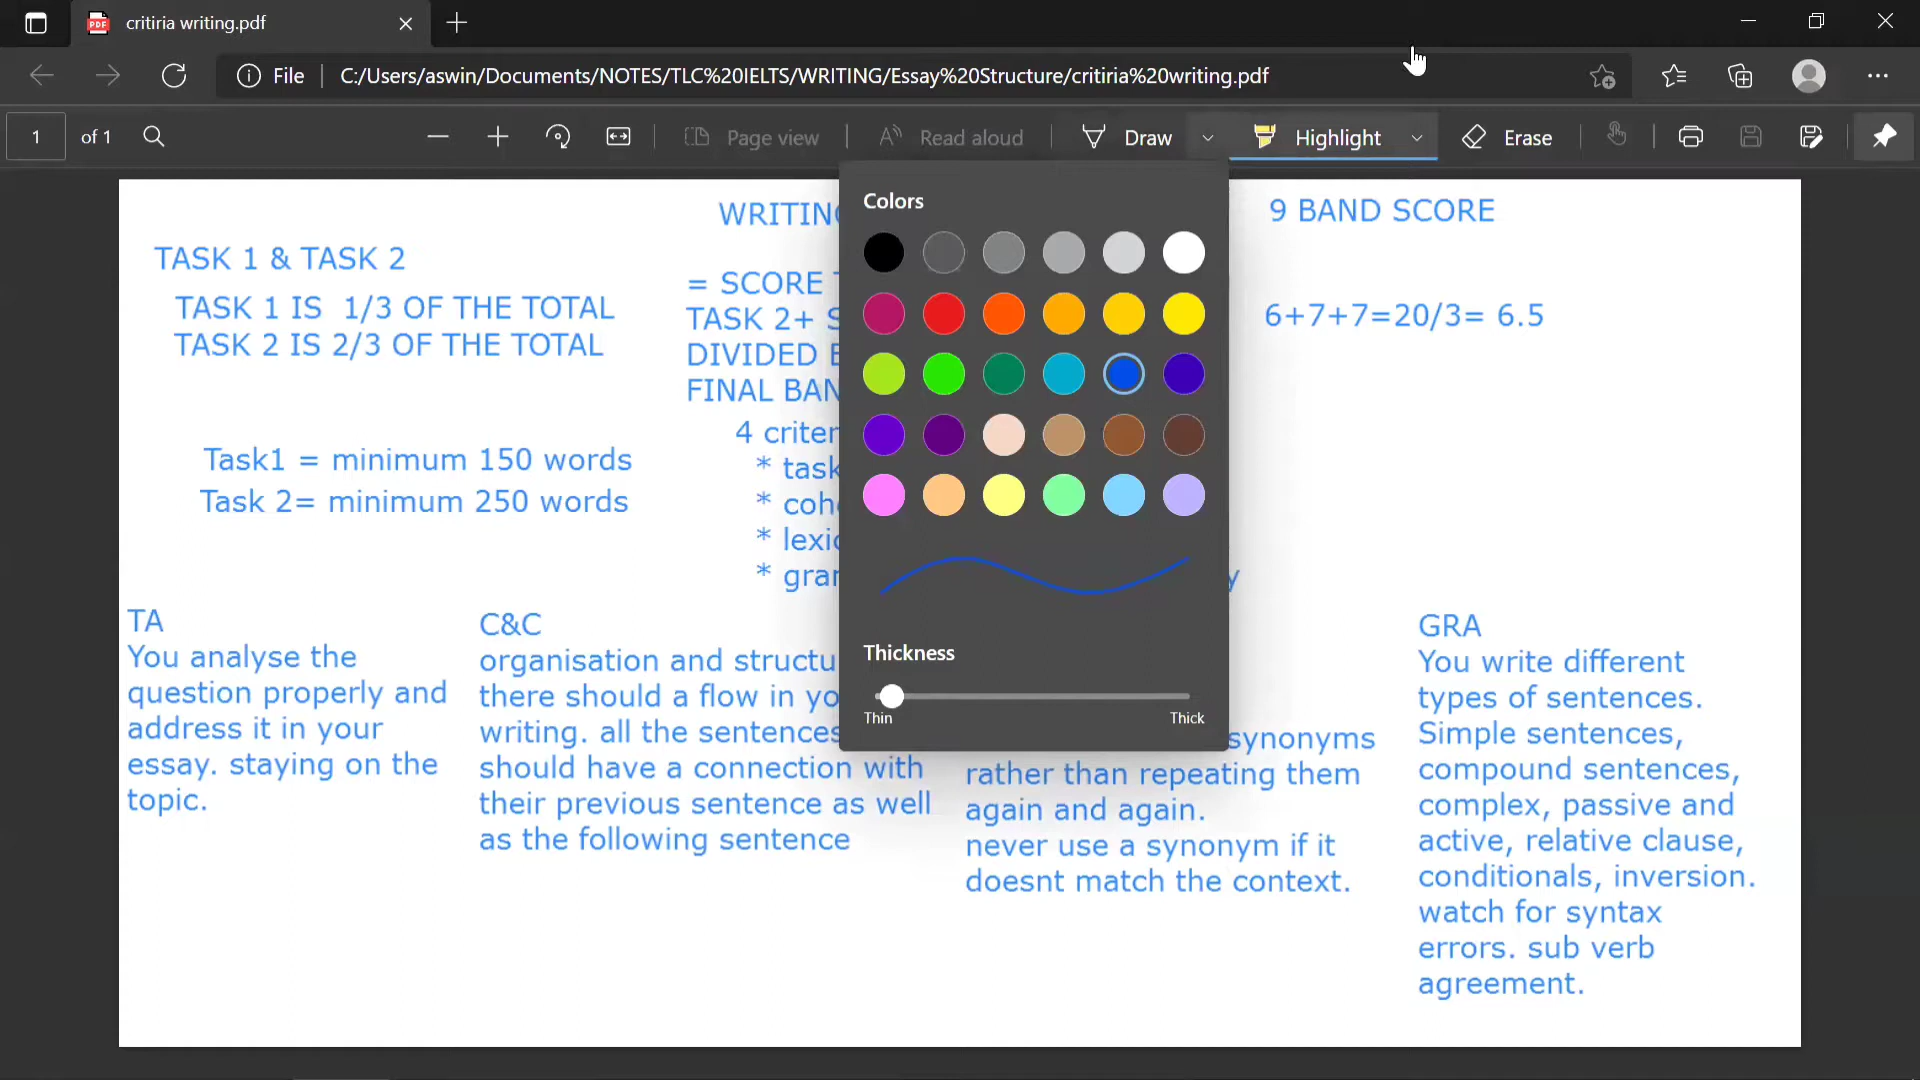 critiria writing.pdf
File
C:/Users/aswin/Documents/NOTES/TLC%20IELTS/WRITING/Essay%20Structure/critiria%20writing.pdf
1 of 1
Page view
Read aloud
Draw
Highlight
Erase
Colors
Thickness
Thin
Thick
9 BAND SCORE
TASK 1 & TASK 2
TASK 1 IS 1/3 OF THE TOTAL
TASK 2 IS 2/3 OF THE TOTAL
= SCORE
TASK 2+
DIVIDED
FINAL
6+7+7=20/3= 6.5
Task1 = minimum 150 words
Task 2= minimum 250 words
4
* task
*
*
*
TA
You analyse the
question properly and
address it in your
essay. staying on the
topic.
C&C
organisation and
there should a flow in
writing. all the sentences
should have a connection with
their previous sentence as well
as the following sentence
synonyms
rather than repeating them
again and again.
never use a synonym if it
doesnt match the context.
GRA
You write different
types of sentences.
Simple sentences,
compound sentences,
complex, passive and
active, relative clause,
conditionals, inversion.
watch for syntax
errors. sub verb
agreement.